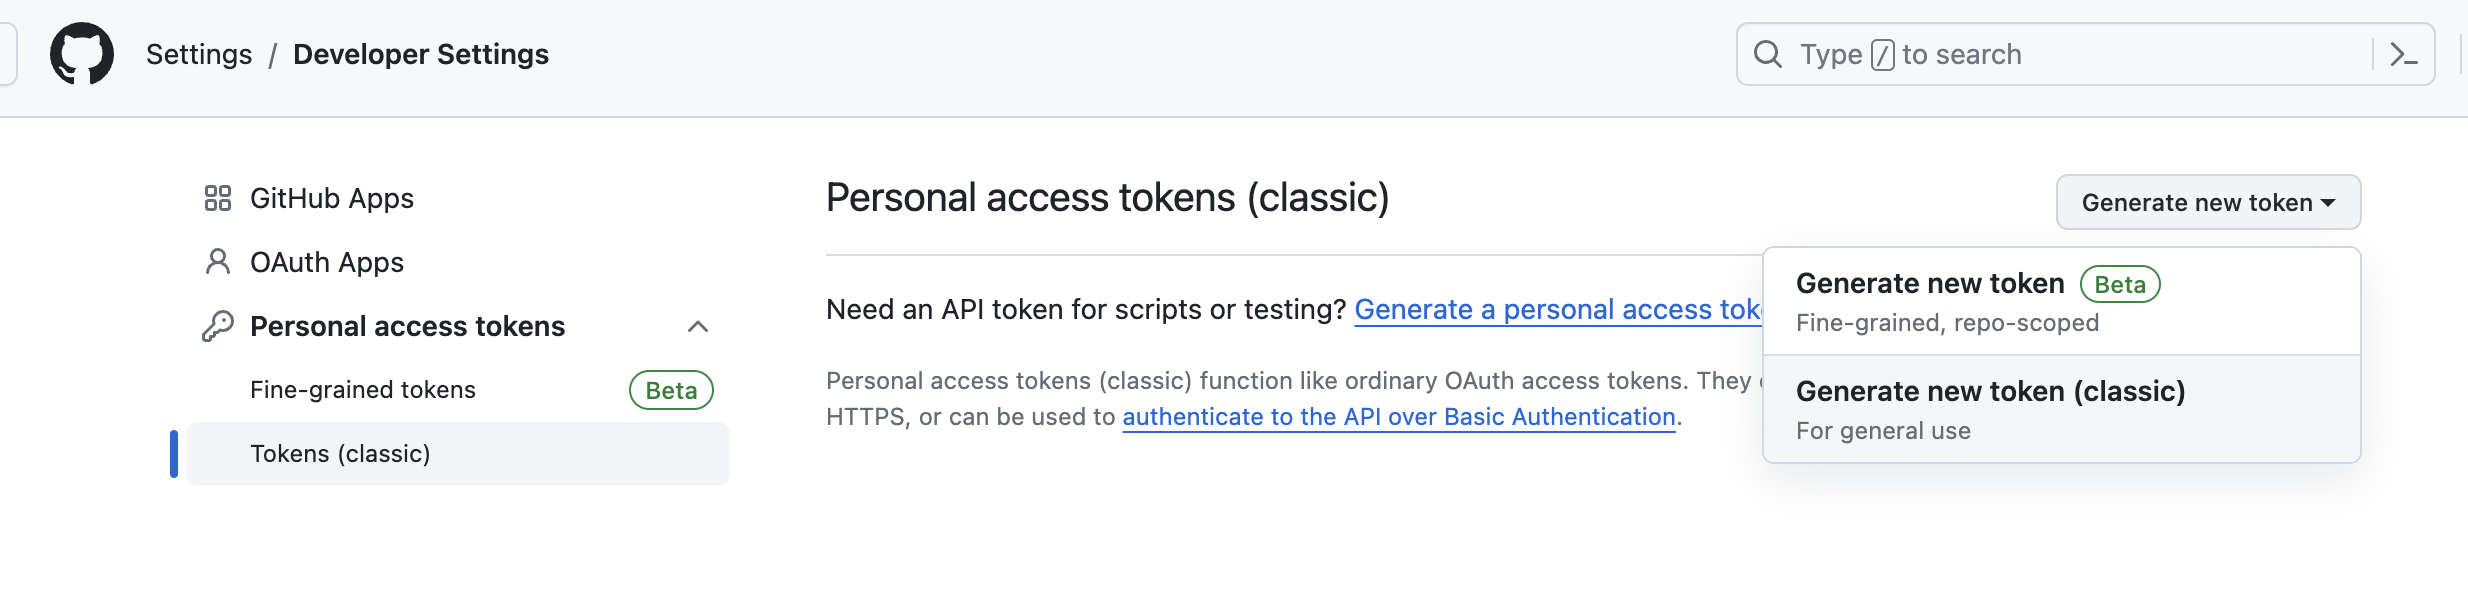 Settings / Developer Settings
Type / to search
GitHub Apps
OAuth Apps
Personal access tokens
Fine-grained tokens Beta
Tokens (classic)
Personal access tokens (classic)
Generate new token
Need an API token for scripts or testing? Generate a personal access
Personal access tokens (classic) function like ordinary OAuth access tokens. They
HTTPS, or can be used to authenticate to the API over Basic Authentication.
Generate new token Beta
Fine-grained, repo-scoped
Generate new token (classic)
For general use